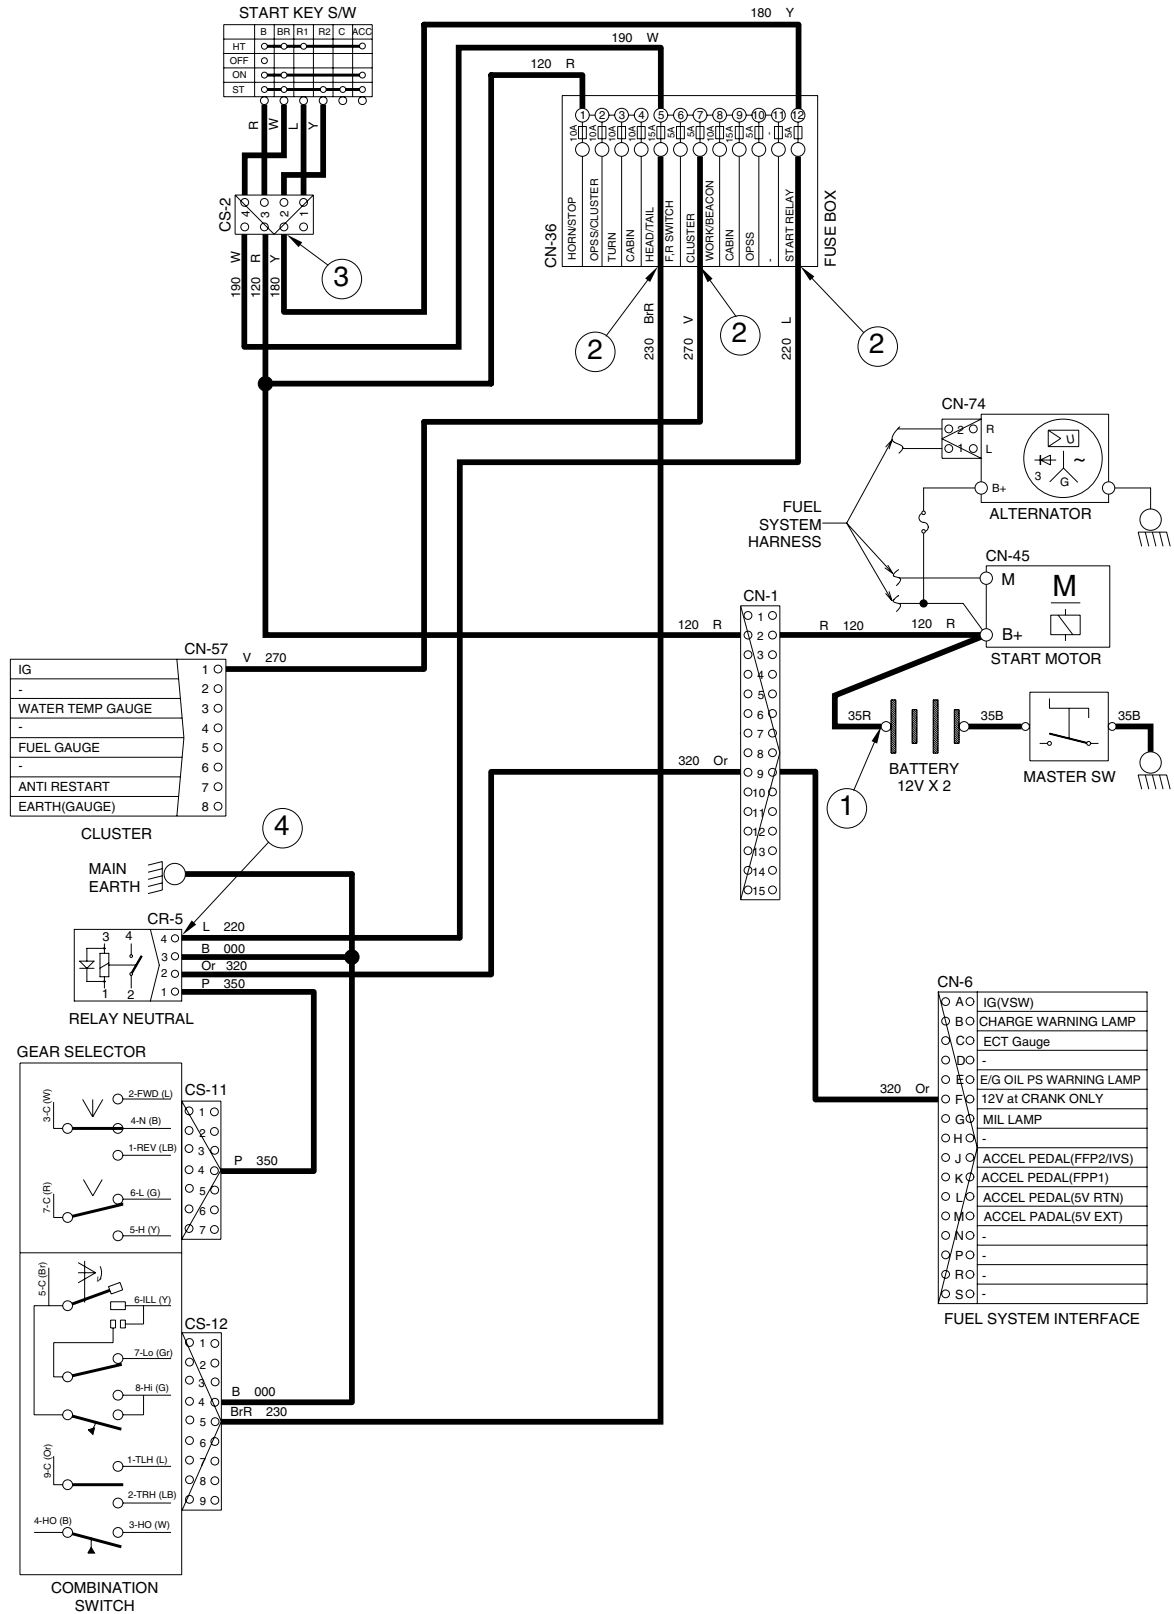 START KEY S/W
B BR R1 R2 C ACC
HT
OFF
ON
ST
R W L Y
180 Y
190 W
120 R
CS-2
4 3 2 1
190 W
120 R
180 Y
3
CN-36
1 2 3 4 5 6 7 8 9 10 11 12
10A 10A 10A 10A 15A 5A 5A 10A 15A 5A - 5A
HORN/STOP
OPSS/CLUSTER
TURN
CABIN
HEAD/TAIL
F,R SWITCH
CLUSTER
WORK/BEACON
CABIN
OPSS
-
START RELAY
FUSE BOX
2
2
2
230 BrR
270 V
220 L
CN-74
2 R
1 L
U
3 G ~
B+
ALTERNATOR
FUEL
SYSTEM
HARNESS
CN-45
M
M
B+
START MOTOR
CN-1
1
2
3
4
5
6
7
8
9
10
11
12
13
14
15
120 R
R 120
120 R
35R
35B
35B
BATTERY
12V X 2
MASTER SW
1
320 Or
CN-57
V 270
IG 1
- 2
WATER TEMP GAUGE 3
- 4
FUEL GAUGE 5
- 6
ANTI RESTART 7
EARTH(GAUGE) 8
CLUSTER
4
MAIN
EARTH
CR-5
3 4
1 2
4 L 220
3 B 000
2 Or 320
1 P 350
RELAY NEUTRAL
GEAR SELECTOR
CS-11
3-C (W)
2-FWD (L)
4-N (B)
1-REV (LB)
7-C (R)
6-L (G)
5-H (Y)
1
2
3
4
5
6
7
P 350
5-C (Br)
6-ILL (Y)
7-Lo (Gr)
8-Hi (G)
9-C (Or)
1-TLH (L)
2-TRH (LB)
4-HO (B)
3-HO (W)
CS-12
1
2
3
4
5
6
7
8
9
B 000
BrR 230
COMBINATION
SWITCH
CN-6
320 Or
A IG(VSW)
B CHARGE WARNING LAMP
C ECT Gauge
D -
E E/G OIL PS WARNING LAMP
F 12V at CRANK ONLY
G MIL LAMP
H -
J ACCEL PEDAL(FFP2/IVS)
K ACCEL PEDAL(FPP1)
L ACCEL PEDAL(5V RTN)
M ACCEL PADAL(5V EXT)
N -
P -
R -
S -
FUEL SYSTEM INTERFACE